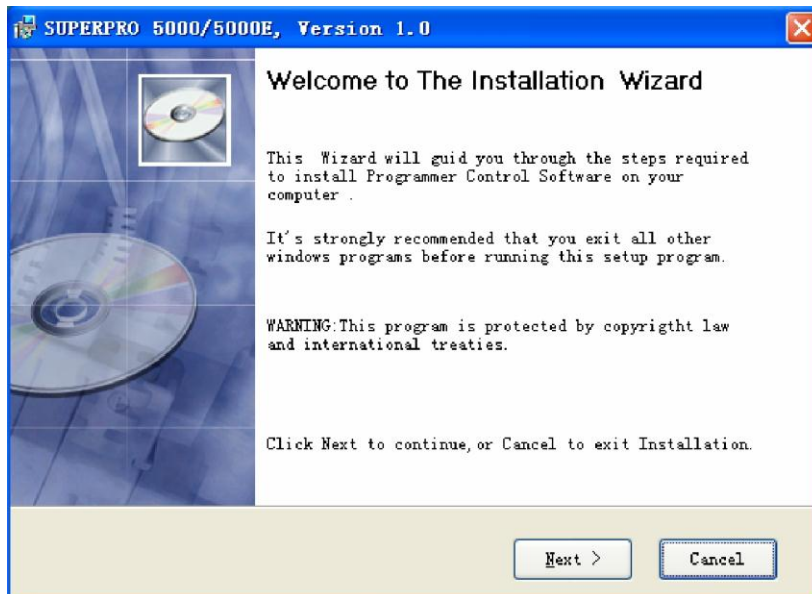 SUPERPRO 5000/5000E, Version 1.0
Welcome to The Installation Wizard
This Wizard will guid you through the steps required
to install Programmer Control Software on your
computer .
It's strongly recommended that you exit all other
windows programs before running this setup program.
WARNING:This program is protected by copyrigtht law
and international treaties.
Click Next to continue,or Cancel to exit Installation.
Next >
Cancel